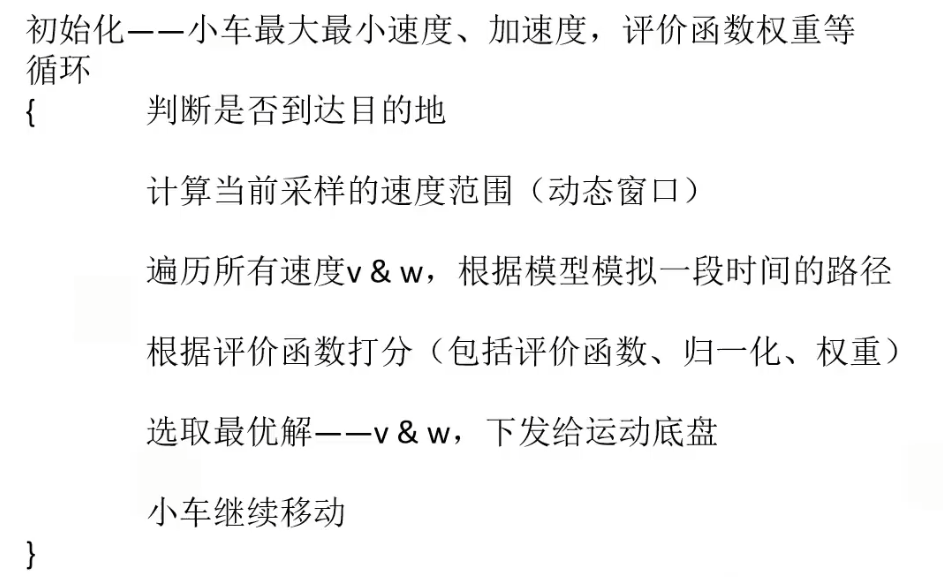 初始化——小车最大最小速度、加速度，评价函数权重等
循环
{ 判断是否到达目的地
计算当前采样的速度范围（动态窗口）
遍历所有速度v & w，根据模型模拟一段时间的路径
根据评价函数打分（包括评价函数、归一化、权重）
选取最优解——v & w，下发给运动底盘
小车继续移动
}